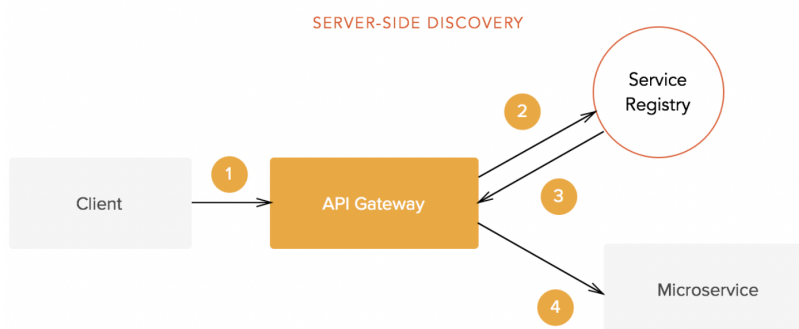 SERVER-SIDE DISCOVERY
Service
Registry
2
1
Client
API Gateway
3
Microservice
4